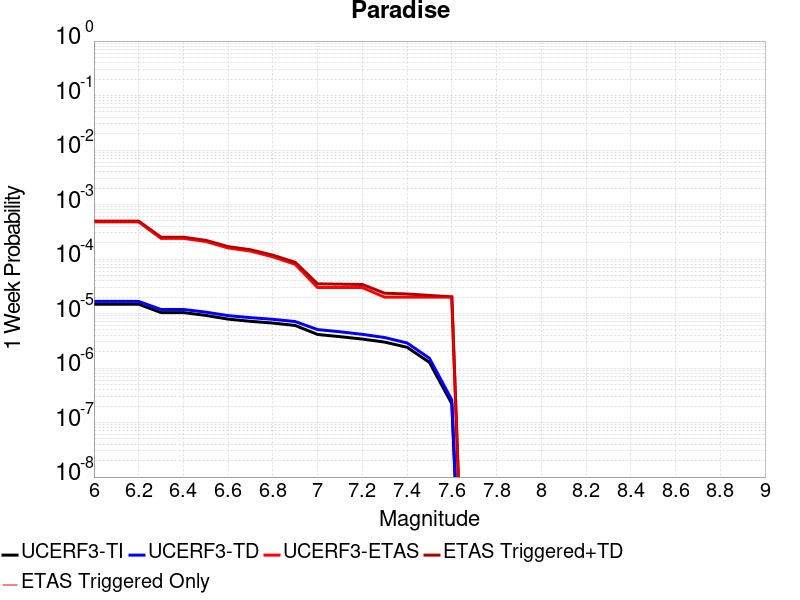 Paradise
10^0
10^-1
10^-2
10^-3
10^-4
10^-5
10^-6
10^-7
10^-8
1 Week Probability
6 6.2 6.4 6.6 6.8 7 7.2 7.4 7.6 7.8 8 8.2 8.4 8.6 8.8 9
Magnitude
UCERF3-TI UCERF3-TD UCERF3-ETAS ETAS Triggered+TD
ETAS Triggered Only